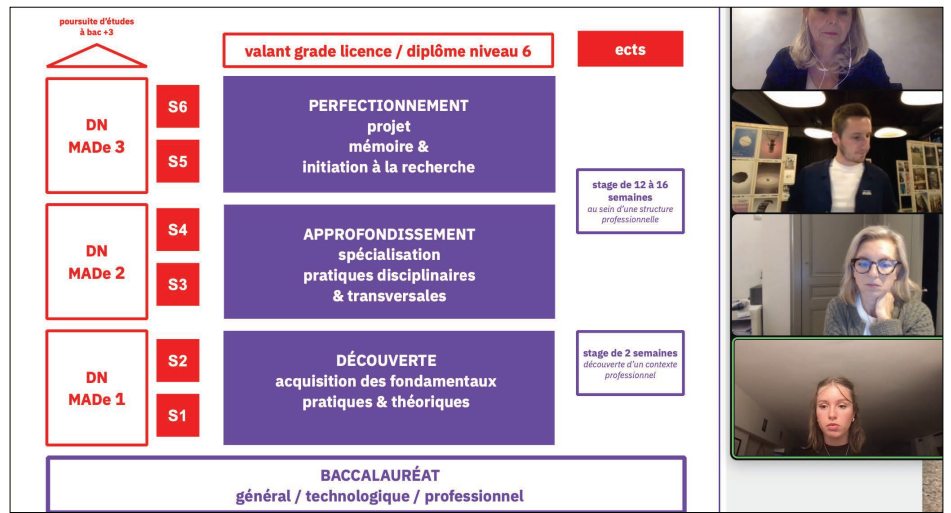 poursuite d'études
à bac +3
valant grade licence / diplôme niveau 6
ects
DN
MADe 3
S6
S5
PERFECTIONNEMENT
projet
mémoire &
initiation à la recherche
stage de 12 à 16
semaines
au sein d'une structure
professionnelle
DN
MADe 2
S4
S3
APPROFONDISSEMENT
spécialisation
pratiques disciplinaires
& transversales
DN
MADe 1
S2
S1
DÉCOUVERTE
acquisition des fondamentaux
pratiques & théoriques
stage de 2 semaines
découverte d'un contexte
professionnel
BACCALAURÉAT
général / technologique / professionnel